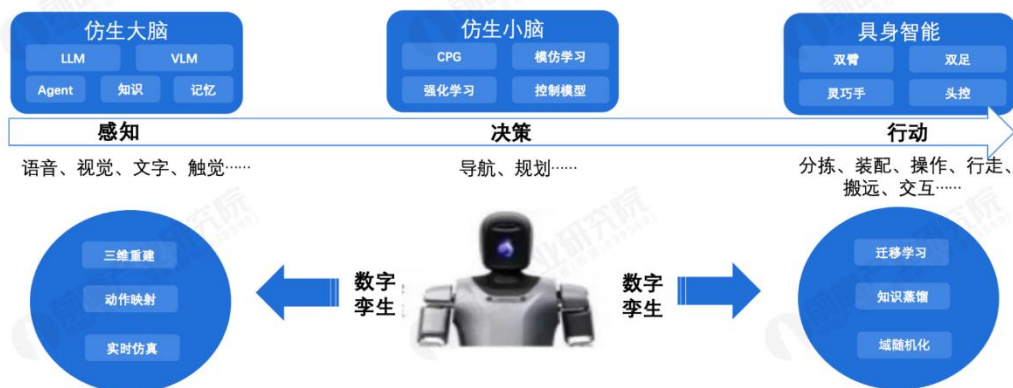 仿生大脑
LLM
VLM
Agent
知识
记忆
仿生小脑
CPG
模仿学习
强化学习
控制模型
具身智能
双臂
双足
灵巧手
头控
感知
决策
行动
语音、视觉、文字、触觉……
导航、规划……
分拣、装配、操作、行走、
搬远、交互……
三维重建
动作映射
实时仿真
数字
孪生
数字
孪生
迁移学习
知识蒸馏
域随机化